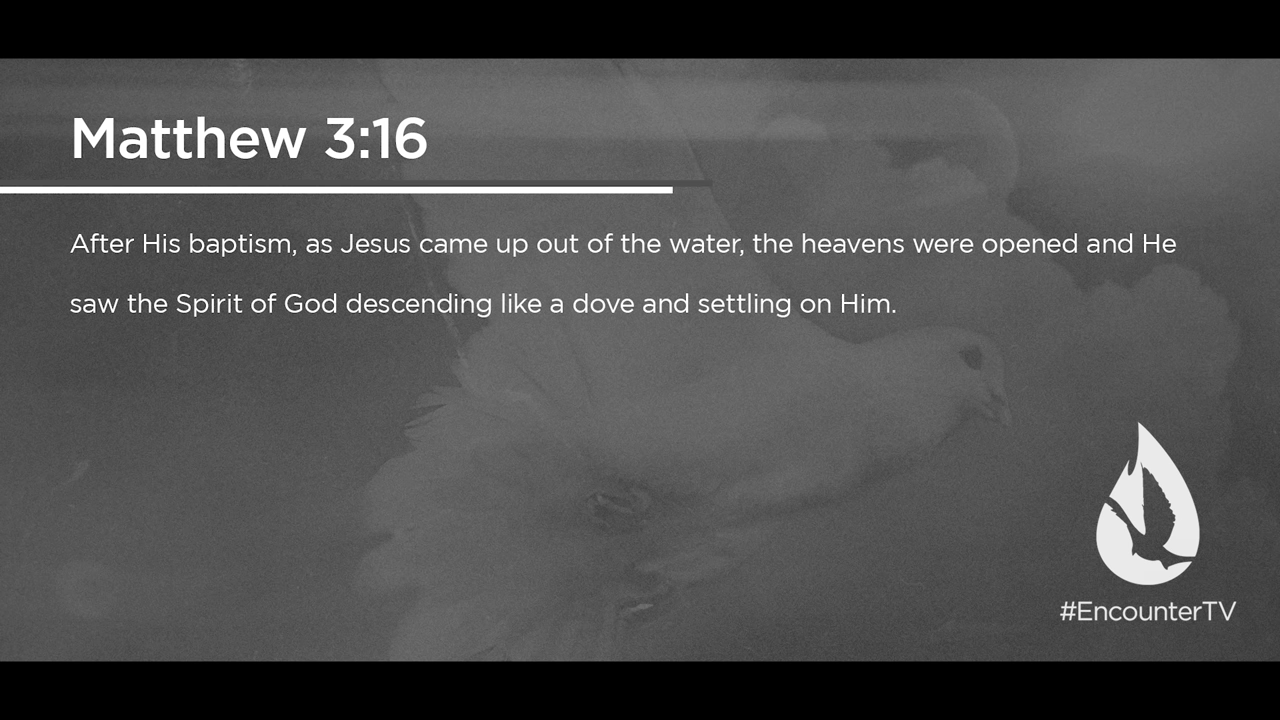 Matthew 3:16
After His baptism, as Jesus came up out of the water, the heavens were opened and He
saw the Spirit of God descending like a dove and settling on Him.
#EncounterTV